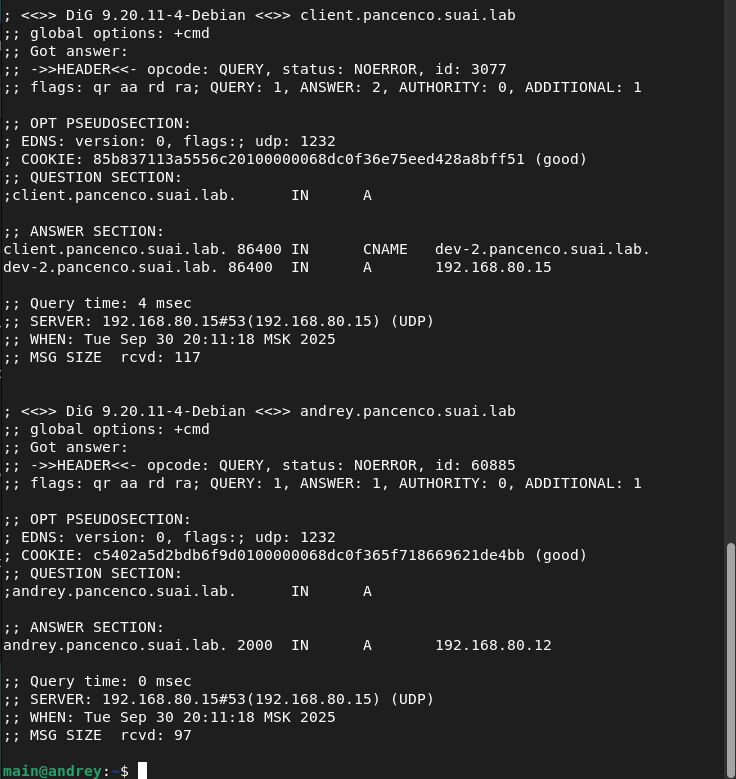 ; <<>> DiG 9.20.11-4-Debian <<>> client.pancenco.suai.lab
;; global options: +cmd
;; Got answer:
;; ->>HEADER<<- opcode: QUERY, status: NOERROR, id: 3077
;; flags: qr aa rd ra; QUERY: 1, ANSWER: 2, AUTHORITY: 0, ADDITIONAL: 1

;; OPT PSEUDOSECTION:
; EDNS: version: 0, flags:; udp: 1232
; COOKIE: 85b837113a5556c20100000068dc0f36e75eed428a8bff51 (good)
;; QUESTION SECTION:
;client.pancenco.suai.lab.      IN      A

;; ANSWER SECTION:
client.pancenco.suai.lab. 86400 IN      CNAME   dev-2.pancenco.suai.lab.
dev-2.pancenco.suai.lab. 86400  IN      A       192.168.80.15

;; Query time: 4 msec
;; SERVER: 192.168.80.15#53(192.168.80.15) (UDP)
;; WHEN: Tue Sep 30 20:11:18 MSK 2025
;; MSG SIZE  rcvd: 117


; <<>> DiG 9.20.11-4-Debian <<>> andrey.pancenco.suai.lab
;; global options: +cmd
;; Got answer:
;; ->>HEADER<<- opcode: QUERY, status: NOERROR, id: 60885
;; flags: qr aa rd ra; QUERY: 1, ANSWER: 1, AUTHORITY: 0, ADDITIONAL: 1

;; OPT PSEUDOSECTION:
; EDNS: version: 0, flags:; udp: 1232
; COOKIE: c5402a5d2bdb6f9d0100000068dc0f365f718669621de4bb (good)
;; QUESTION SECTION:
;andrey.pancenco.suai.lab.      IN      A

;; ANSWER SECTION:
andrey.pancenco.suai.lab. 2000  IN      A       192.168.80.12

;; Query time: 0 msec
;; SERVER: 192.168.80.15#53(192.168.80.15) (UDP)
;; WHEN: Tue Sep 30 20:11:18 MSK 2025
;; MSG SIZE  rcvd: 97

main@andrey:~$